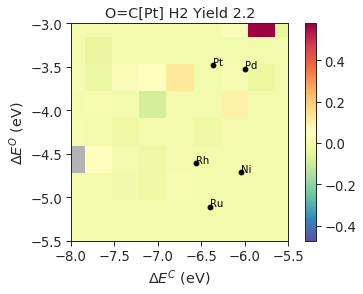 O=C[Pt] H2 Yield 2.2
−3.0
−3.5
−4.0
−4.5
−5.0
−5.5
ΔE^O (eV)
Pt
Pd
Rh
Ni
Ru
0.4
0.2
0.0
−0.2
−0.4
−8.0 −7.5 −7.0 −6.5 −6.0 −5.5
ΔE^C (eV)